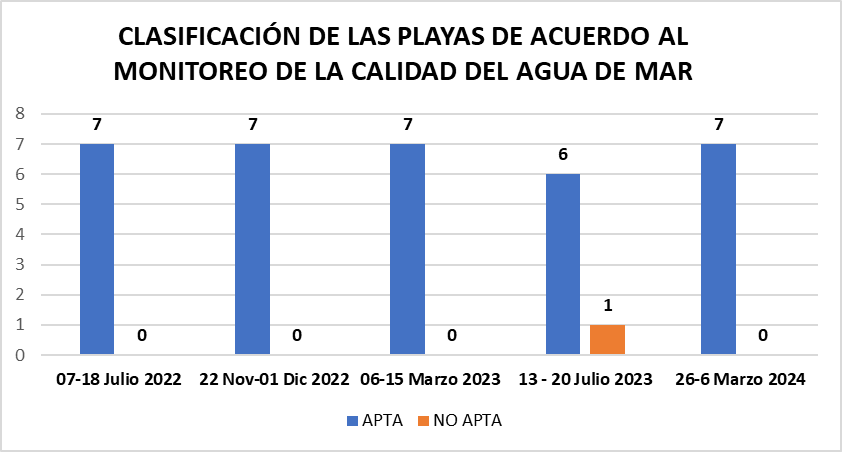 CLASIFICACIÓN DE LAS PLAYAS DE ACUERDO AL
MONITOREO DE LA CALIDAD DEL AGUA DE MAR
8
7
6
5
4
3
2
1
0
7
0
7
0
7
0
6
1
7
0
07-18 Julio 2022
22 Nov-01 Dic 2022
06-15 Marzo 2023
13 - 20 Julio 2023
26-6 Marzo 2024
APTA
NO APTA